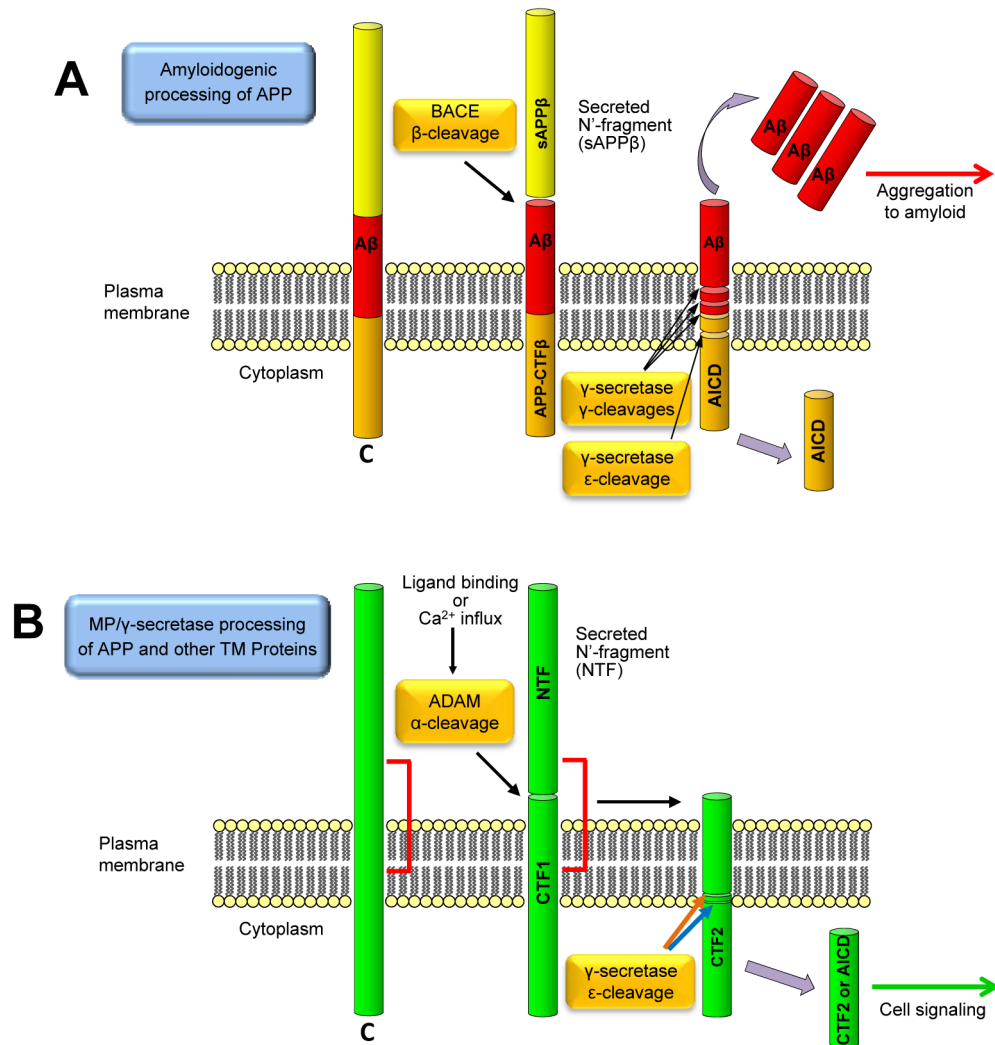 A
Amyloidogenic
processing of APP
BACE
β-cleavage
sAPPβ
Secreted
N'-fragment
(sAPPβ)
Aβ
Aβ
Aβ
Aggregation
to amyloid
Aβ
Aβ
Aβ
Plasma
membrane
Cytoplasm
APP-CTFβ
γ-secretase
γ-cleavages
AICD
γ-secretase
ε-cleavage
AICD
C
B
MP/γ-secretase processing
of APP and other TM Proteins
Ligand binding
or
Ca²⁺ influx
NTF
Secreted
N'-fragment
(NTF)
ADAM
α-cleavage
Plasma
membrane
CTF1
Cytoplasm
γ-secretase
ε-cleavage
CTF2
CTF2 or AICD
Cell signaling
C